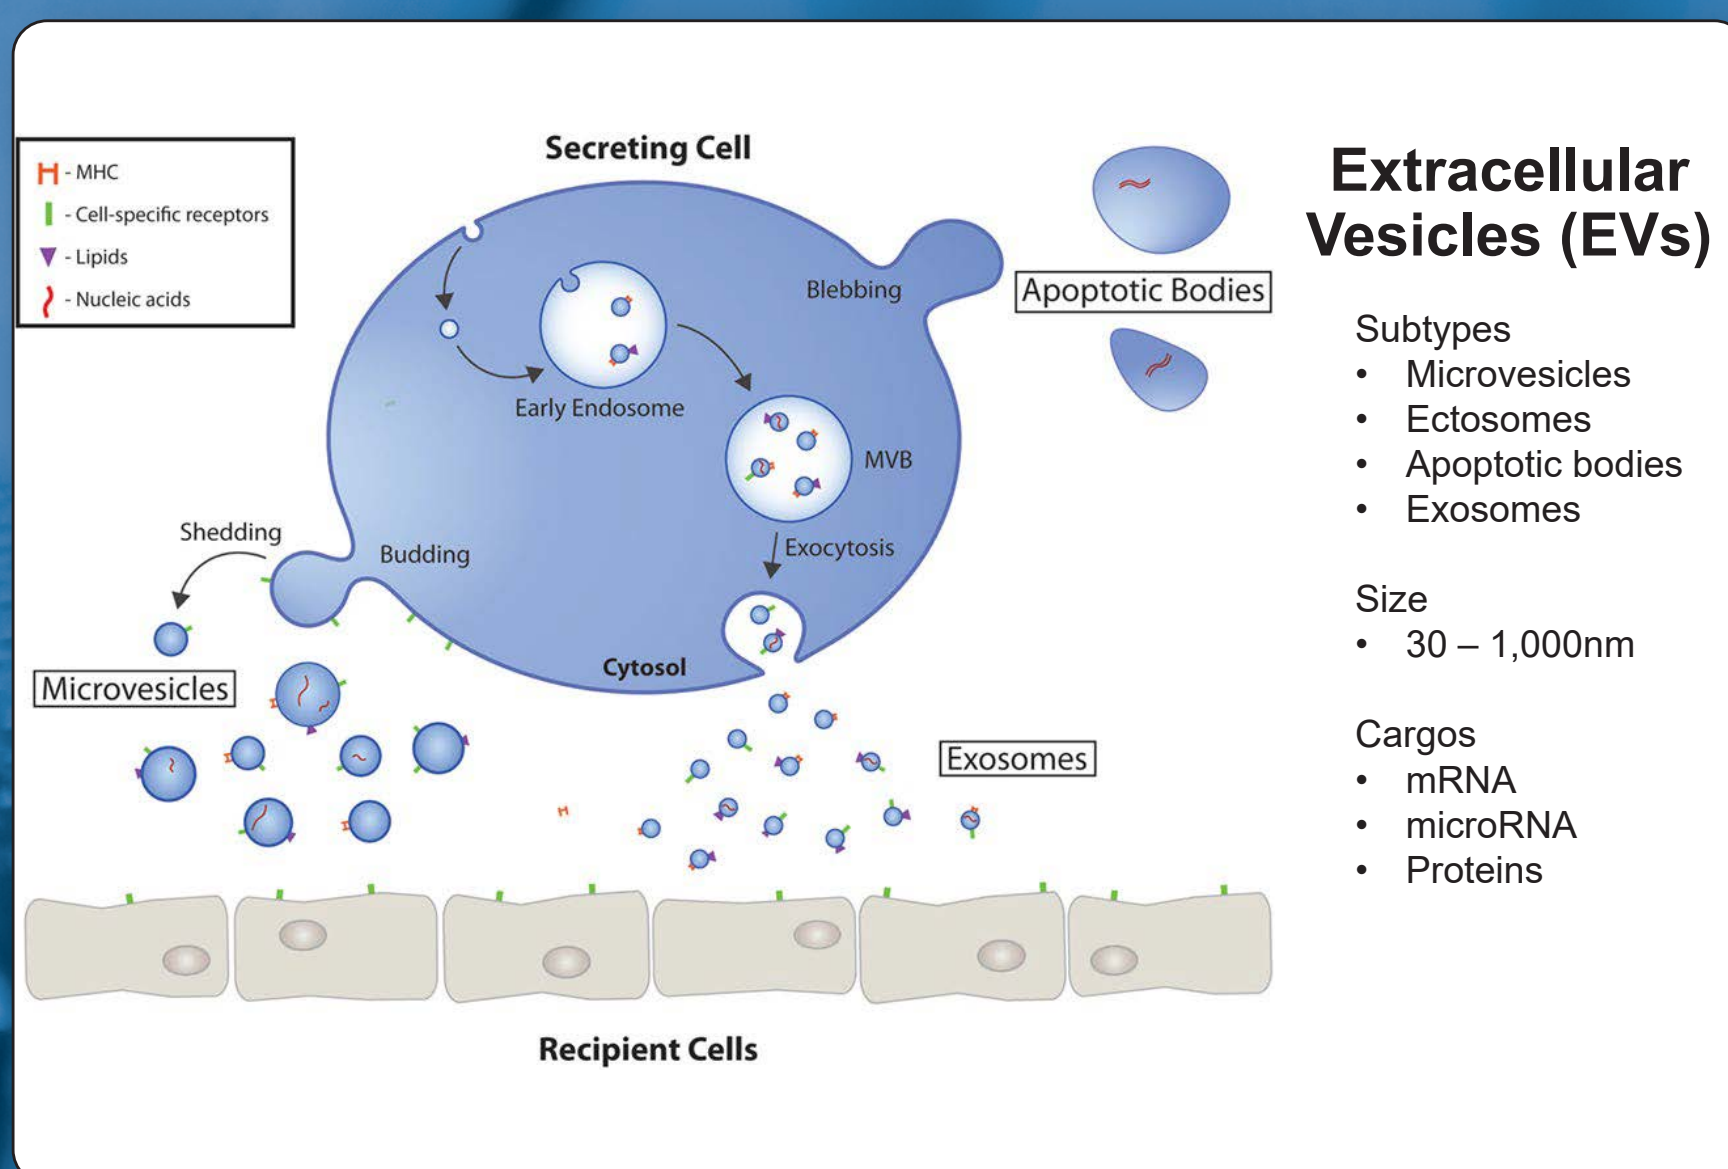 - MHC
- Cell-specific receptors
- Lipids
- Nucleic acids
Secreting Cell
Blebbing
Apoptotic Bodies
Early Endosome
MVB
Exocytosis
Shedding
Budding
Cytosol
Microvesicles
Exosomes
Recipient Cells
Extracellular
Vesicles (EVs)
Subtypes
• Microvesicles
• Ectosomes
• Apoptotic bodies
• Exosomes
Size
• 30 – 1,000nm
Cargos
• mRNA
• microRNA
• Proteins